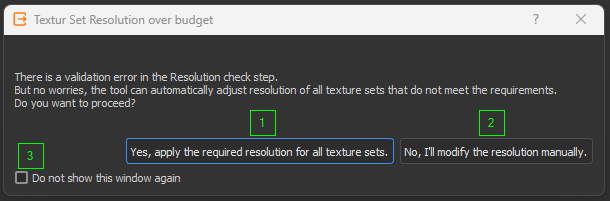 Textur Set Resolution over budget
There is a validation error in the Resolution check step.
But no worries, the tool can automatically adjust resolution of all texture sets that do not meet the requirements.
Do you want to proceed?
1
2
3
Yes, apply the required resolution for all texture sets.
No, I'll modify the resolution manually.
Do not show this window again